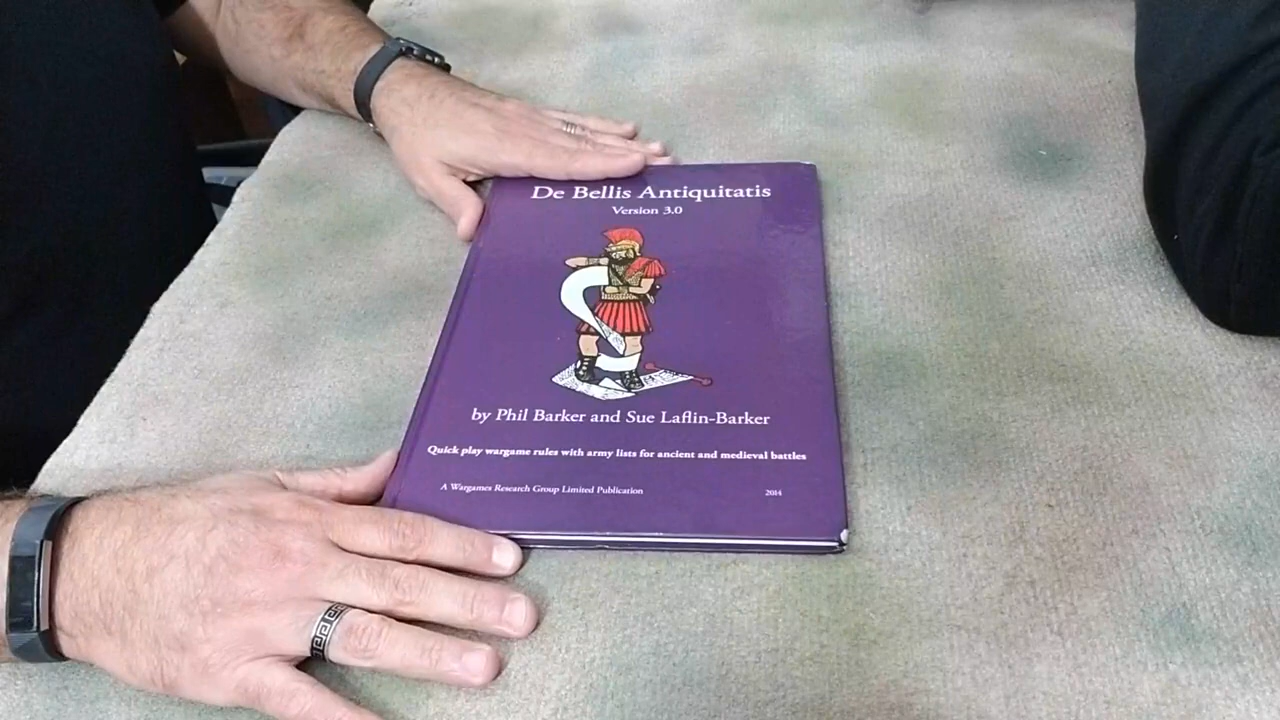 De Bellis Antiquitatis
Version 3.0
by Phil Barker and Sue Laflin-Barker
Quick play wargame rules with army lists for ancient and medieval battles
A Wargames Research Group Limited Publication 2014